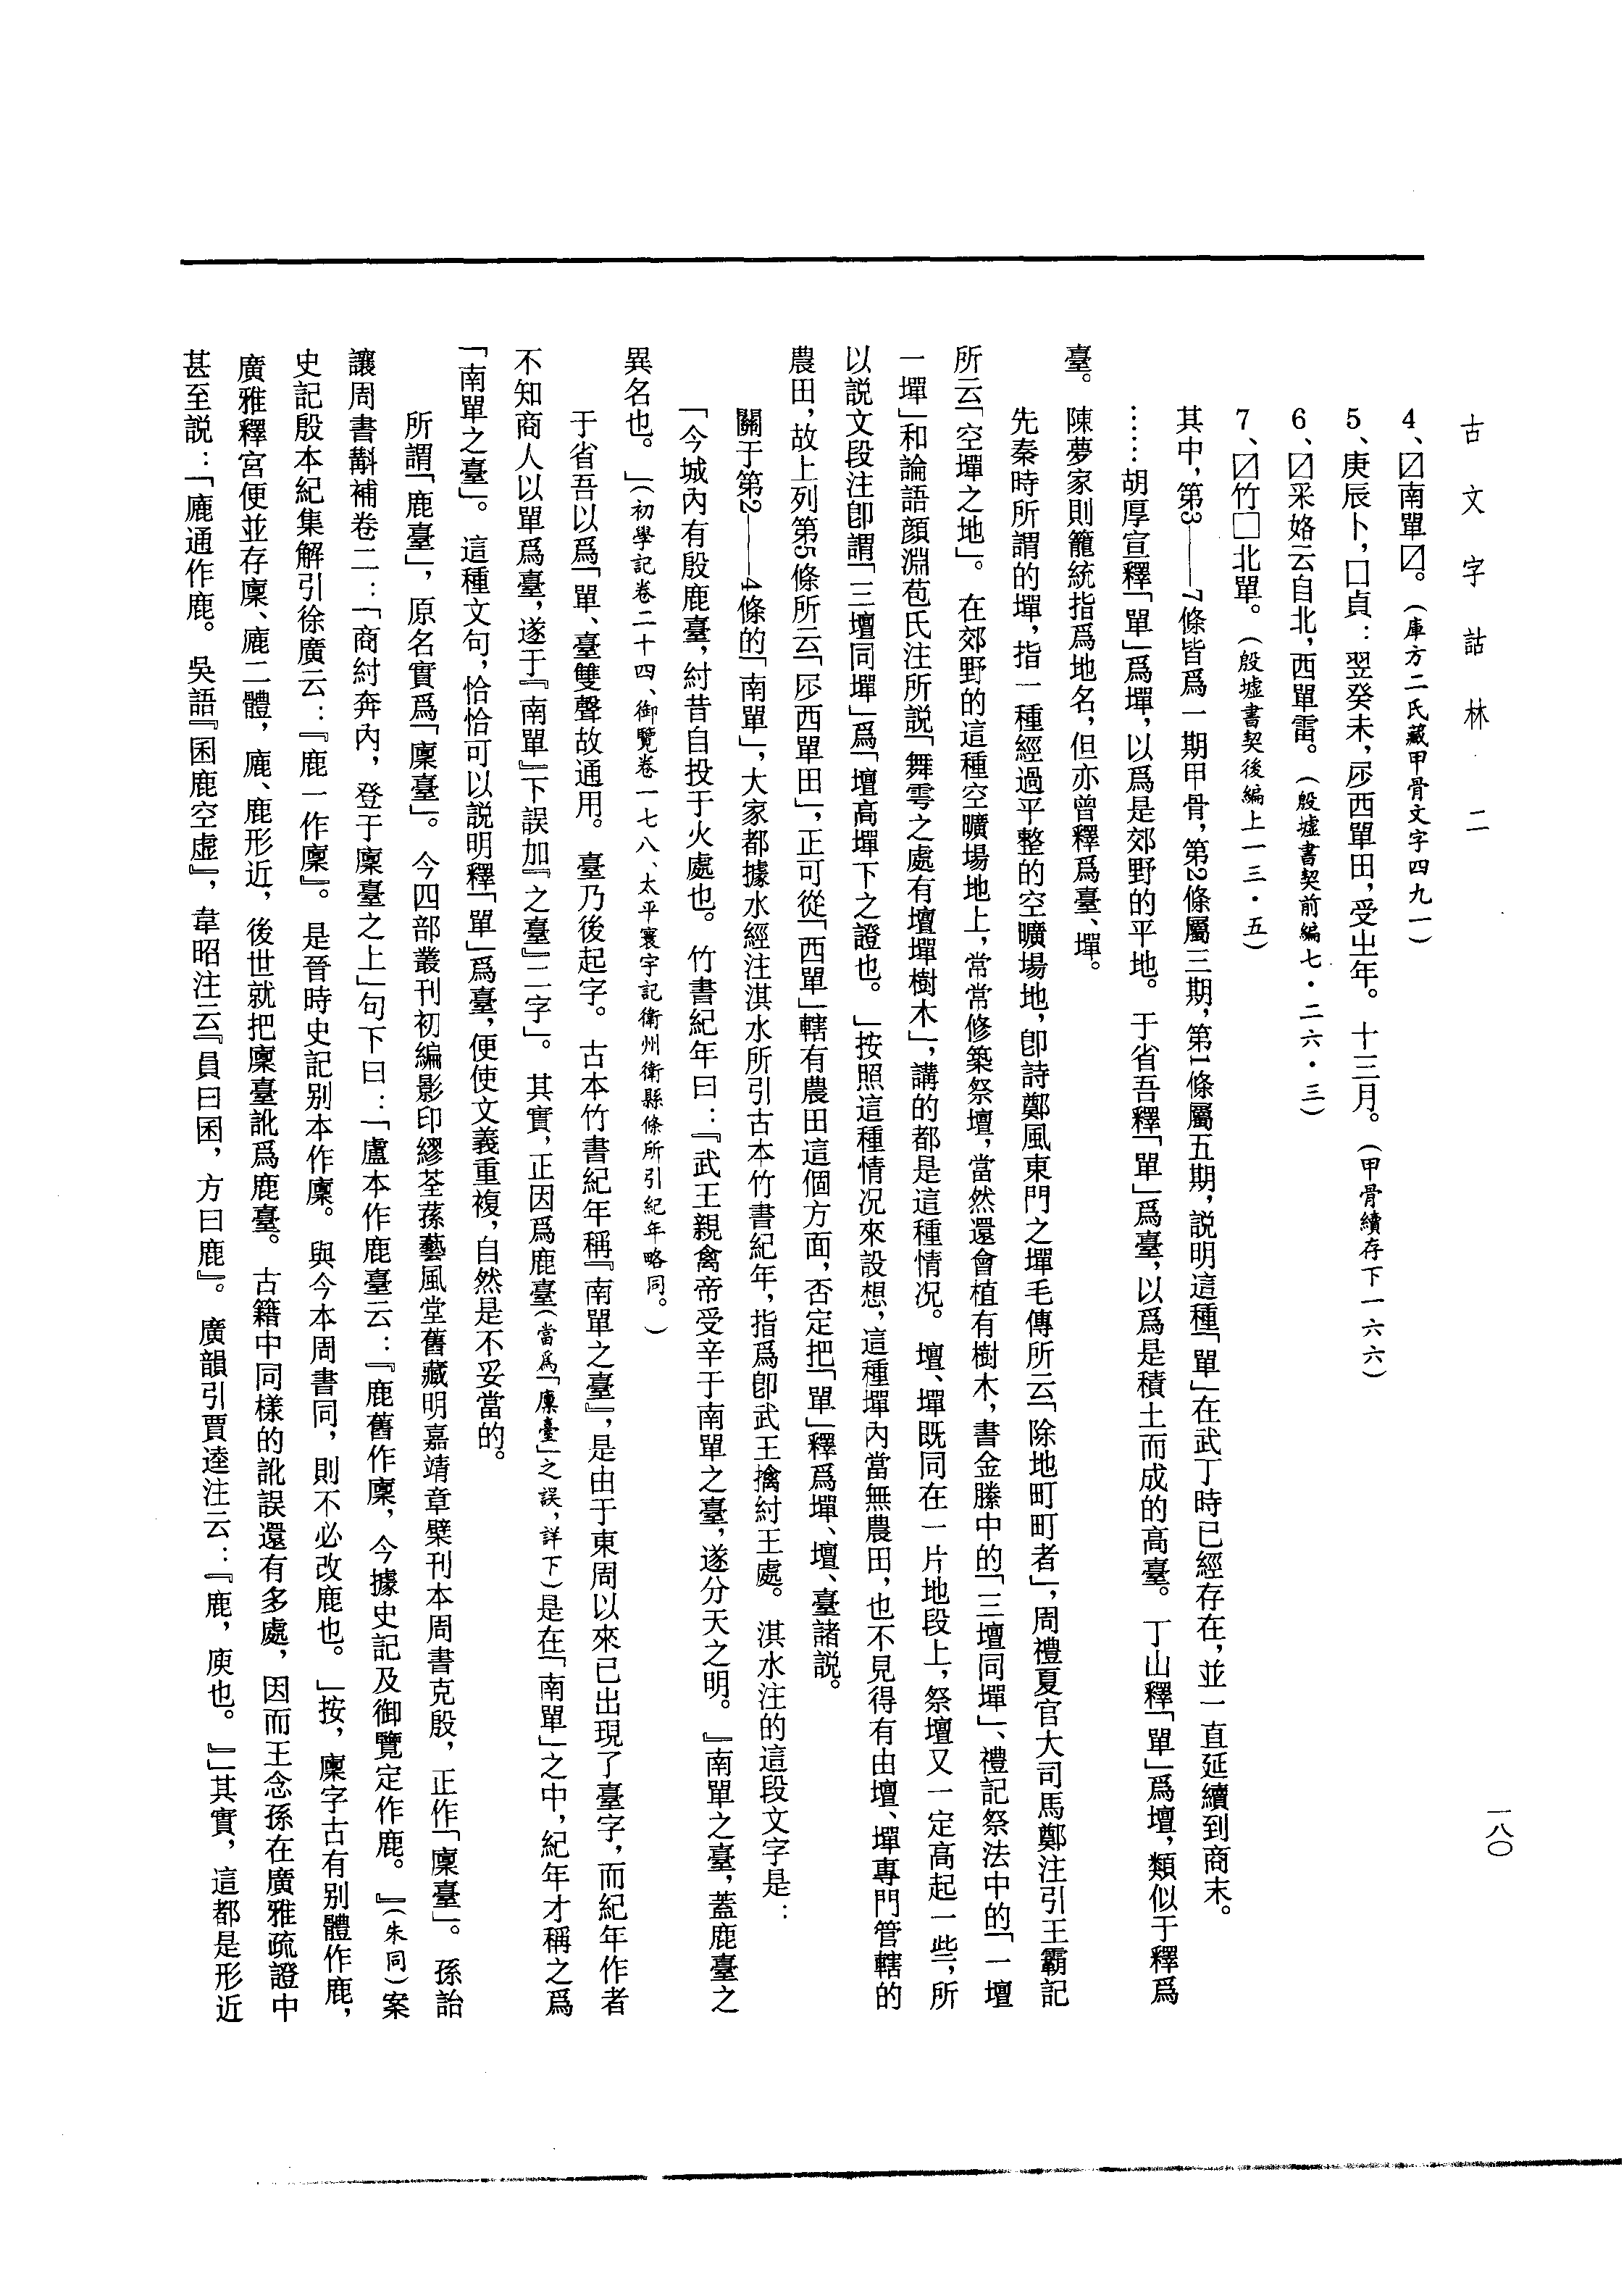 古文字詁林 二
一八〇
4、☑南單☑。（庫方二氏藏甲骨文字四九一）
5、庚辰卜，囗貞：翌癸未，𡱁西單田，受㞢年。十三月。（甲骨續存下一六六）
6、☑采㚸云自北，西單雷。（殷墟書契前編七·二六·三）
7、☑竹囗北單。（殷墟書契後編上一三·五）
其中，第3——7條皆爲一期甲骨，第2條屬三期，第1條屬五期，説明這種「單」在武丁時已經存在，並一直延續到商末。
……胡厚宣釋「單」爲墠，以爲是郊野的平地。于省吾釋「單」爲臺，以爲是積土而成的高臺。丁山釋「單」爲壇，類似于釋爲
臺。陳夢家則籠統指爲地名，但亦曾釋爲臺、墠。
先秦時所謂的墠，指一種經過平整的空曠場地，卽詩鄭風東門之墠毛傳所云「除地町町者」，周禮夏官大司馬鄭注引王霸記
所云「空墠之地」。在郊野的這種空曠場地上，常常修築祭壇，當然還會植有樹木，書金縢中的「三壇同墠」、禮記祭法中的「一壇
一墠」和論語顔淵苞氏注所説「舞雩之處有壇墠樹木」，講的都是這種情况。壇、墠既同在一片地段上，祭壇又一定高起一些，所
以説文段注卽謂「三壇同墠」爲「壇高墠下之證也。」按照這種情况來設想，這種墠内當無農田，也不見得有由壇、墠專門管轄的
農田，故上列第5條所云「𡱁西單田」，正可從「西單」轄有農田這個方面，否定把「單」釋爲墠、壇、臺諸説。
關于第2——4條的「南單」，大家都據水經注淇水所引古本竹書紀年，指爲卽武王擒紂王處。淇水注的這段文字是：
「今城内有殷鹿臺，紂昔自投于火處也。竹書紀年曰：『武王親禽帝受辛于南單之臺，遂分天之明。』南單之臺，蓋鹿臺之
異名也。」（初學記卷二十四、御覽卷一七八、太平寰宇記衛州衛縣條所引紀年略同。）
于省吾以爲「單、臺雙聲故通用。臺乃後起字。古本竹書紀年稱『南單之臺』，是由于東周以來已出現了臺字，而紀年作者
不知商人以單爲臺，遂于『南單』下誤加『之臺』二字」。其實，正因爲鹿臺（當爲「廩臺」之誤，詳下）是在「南單」之中，紀年才稱之爲
「南單之臺」。這種文句，恰恰可以説明釋「單」爲臺，便使文義重複，自然是不妥當的。
所謂「鹿臺」，原名實爲「廩臺」。今四部叢刊初編影印繆荃蓀藝風堂舊藏明嘉靖章檗刊本周書克殷，正作「廩臺」。孫詒
讓周書斠補卷二：「商紂奔内，登于廩臺之上」句下曰：「盧本作鹿臺云：『鹿舊作廩，今據史記及御覽定作鹿。』（朱同）案
史記殷本紀集解引徐廣云：『鹿一作廩』。是晉時史記别本作廩。與今本周書同，則不必改鹿也。」按，廩字古有别體作鹿，
廣雅釋宫便並存廩、廘二體，廘、鹿形近，後世就把廩臺訛爲鹿臺。古籍中同樣的訛誤還有多處，因而王念孫在廣雅疏證中
甚至説：「廘通作鹿。吳語『囷鹿空虚』，韋昭注云『員曰囷，方曰鹿』。廣韻引賈逵注云：『鹿，庾也。』」其實，這都是形近